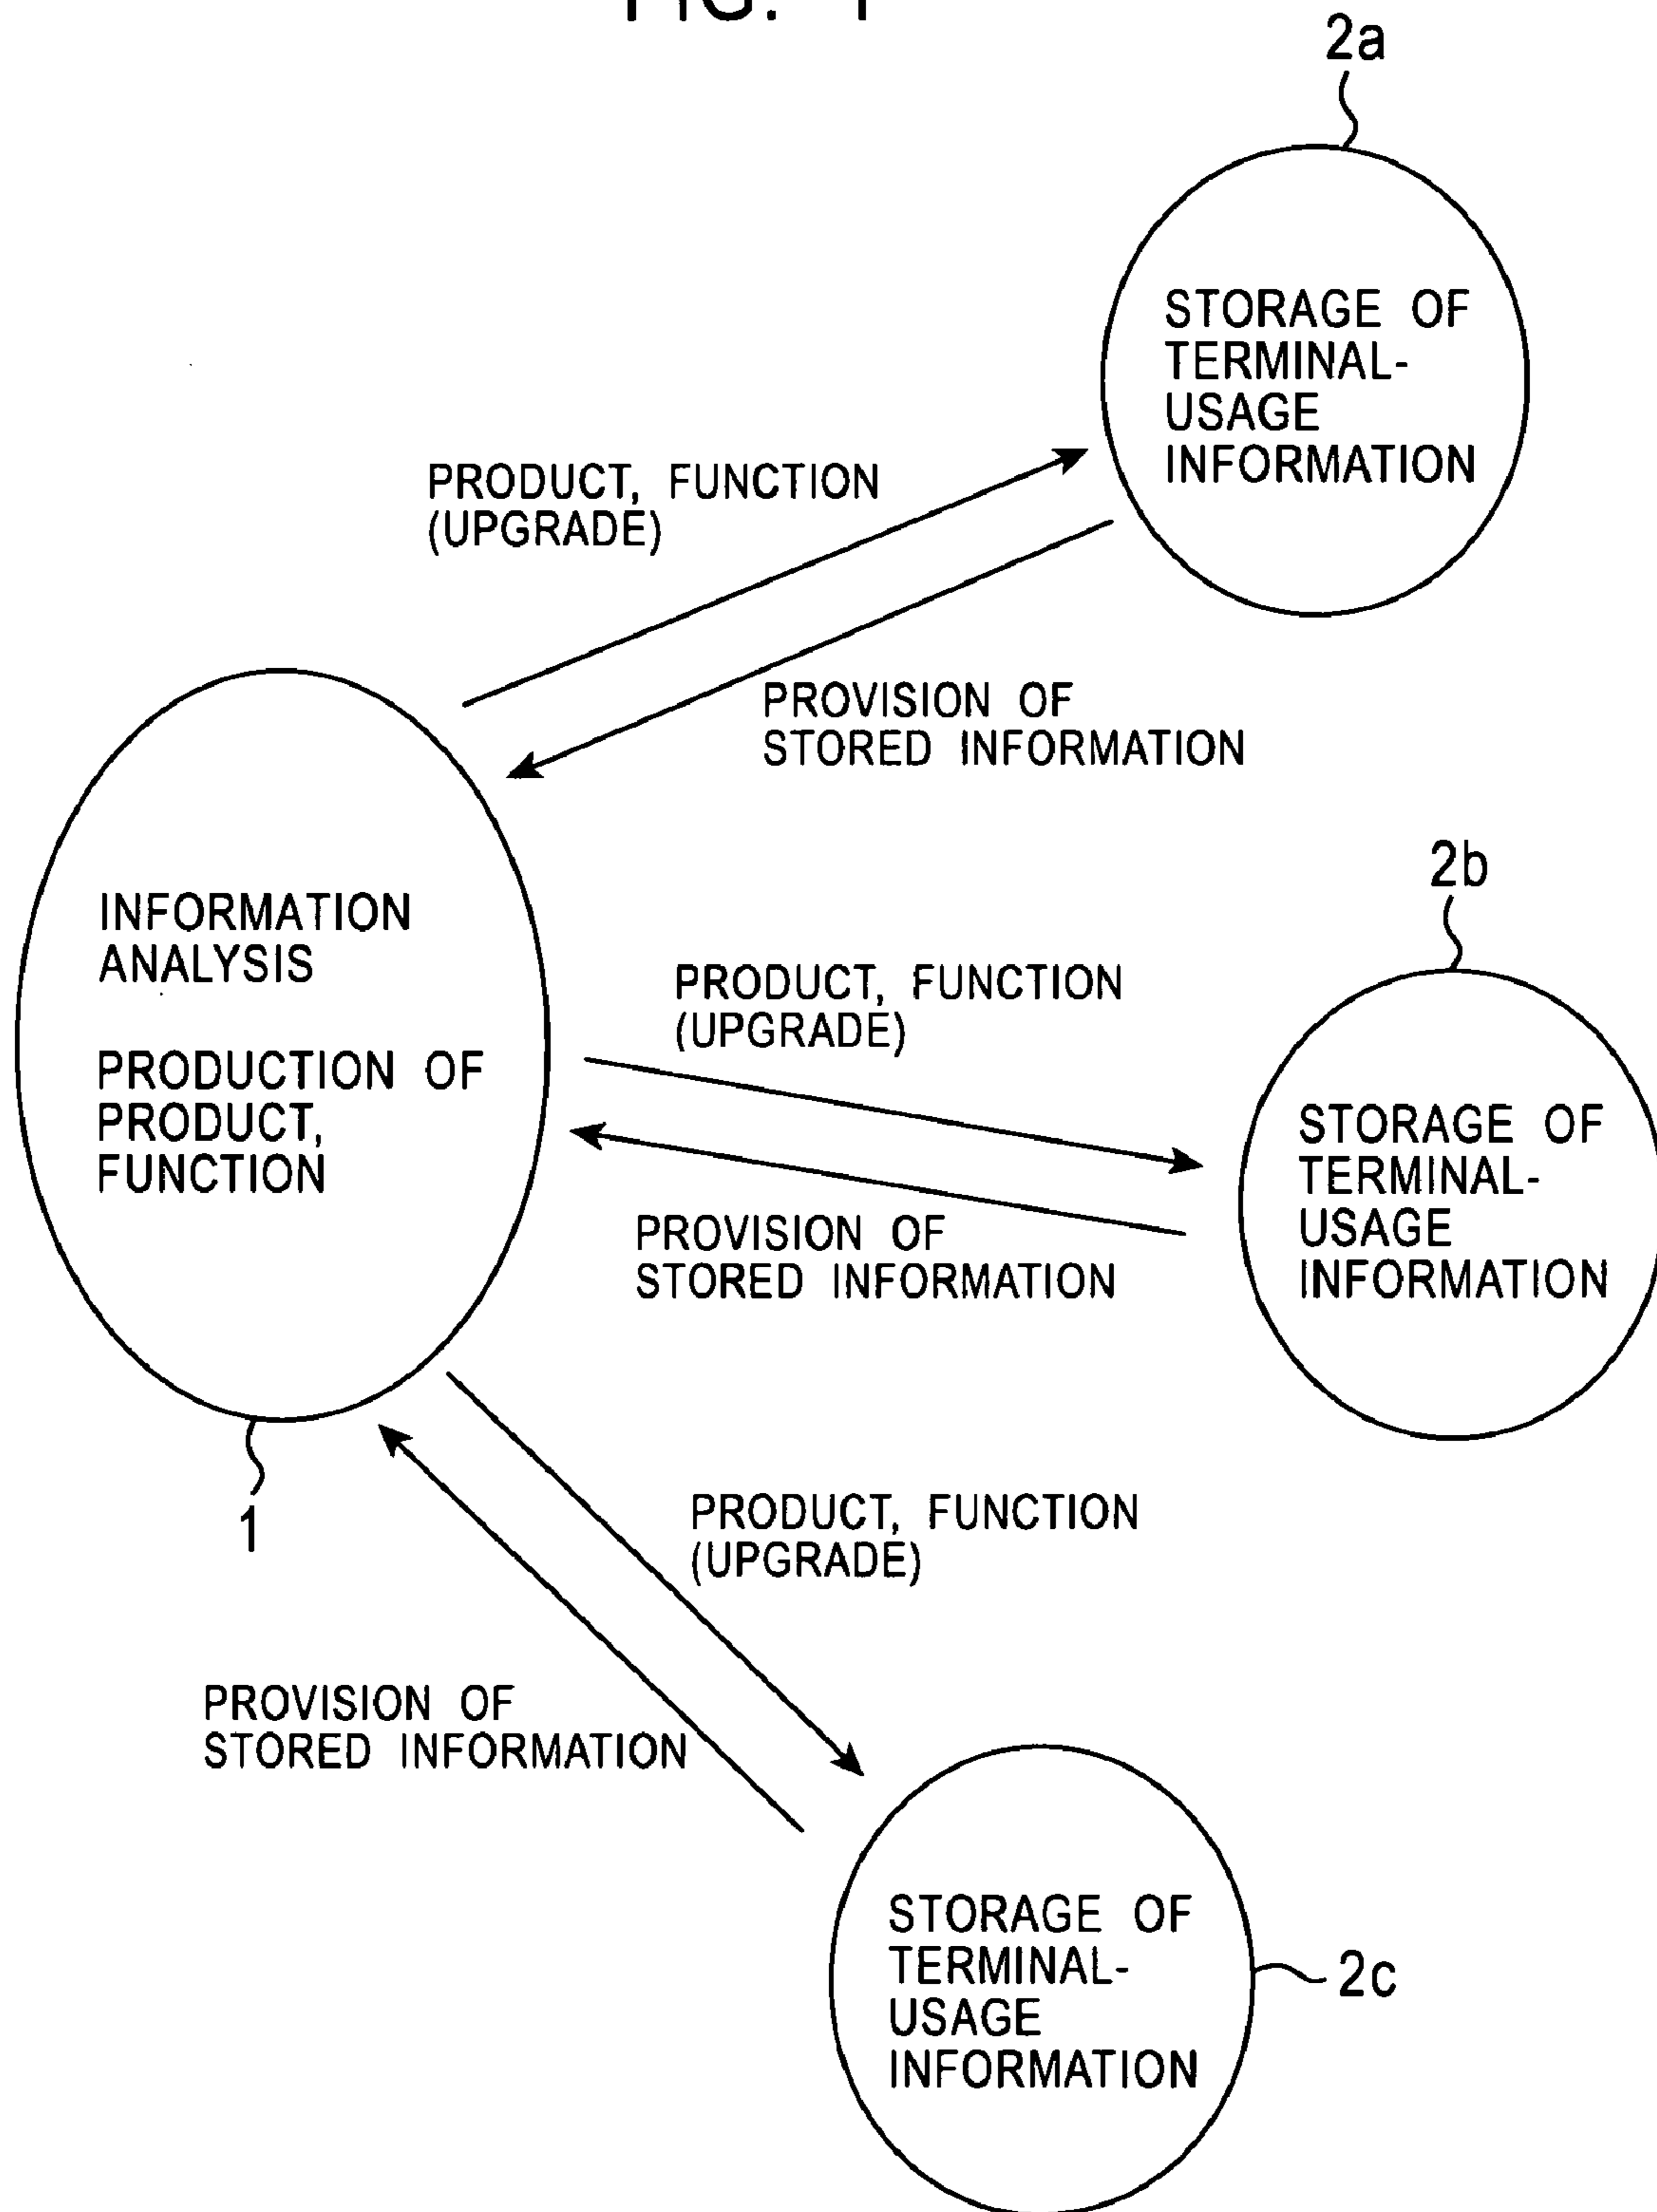 2a
STORAGE OF
TERMINAL-
USAGE
INFORMATION
PRODUCT, FUNCTION
(UPGRADE)
PROVISION OF
STORED INFORMATION
2b
INFORMATION
ANALYSIS
PRODUCTION OF
PRODUCT,
FUNCTION
1
PRODUCT, FUNCTION
(UPGRADE)
PROVISION OF
STORED INFORMATION
STORAGE OF
TERMINAL-
USAGE
INFORMATION
PRODUCT, FUNCTION
(UPGRADE)
PROVISION OF
STORED INFORMATION
STORAGE OF
TERMINAL-
USAGE
INFORMATION
2c